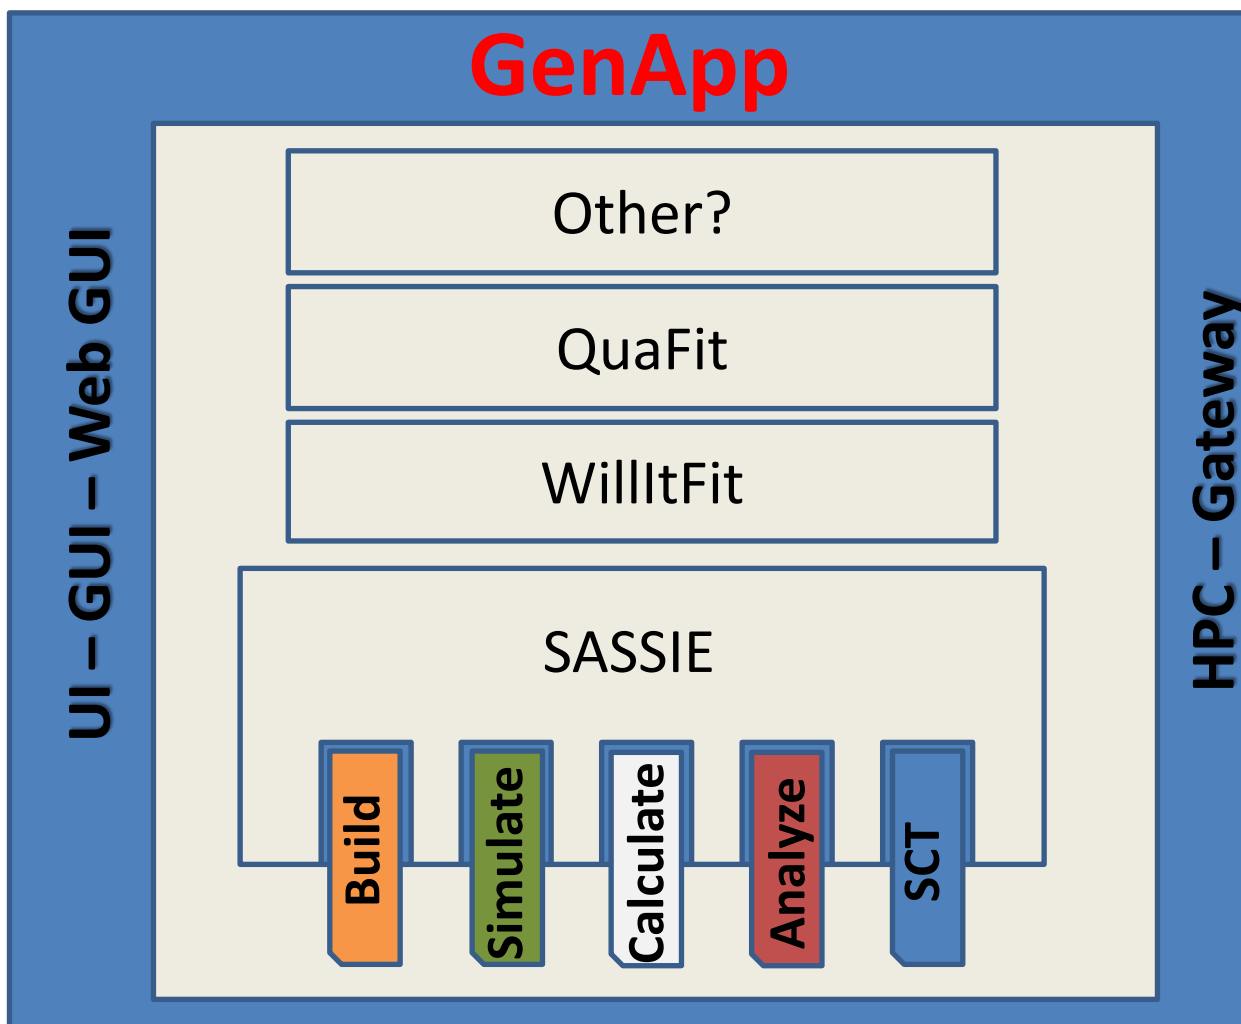 GenApp
UI – GUI – Web GUI
Other?
QuaFit
WillItFit
SASSIE
Build
Simulate
Calculate
Analyze
SCT
HPC – Gateway